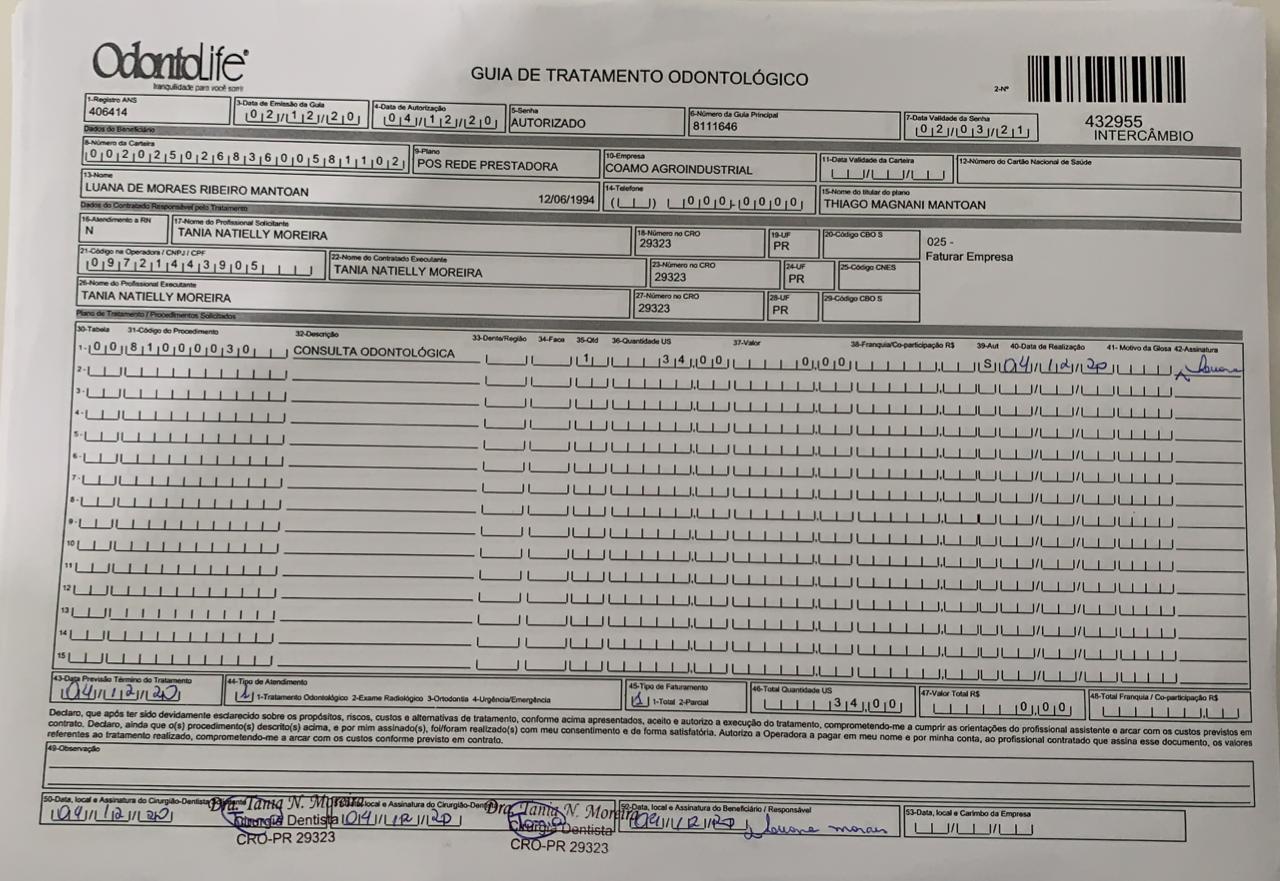 OdontoLife
tranquilidade para você sorrir
GUIA DE TRATAMENTO ODONTOLÓGICO
2-Nº
432955
INTERCÂMBIO
1-Registro ANS
406414
3-Data de Emissão da Guia
02/12/20
4-Data de Autorização
04/12/20
5-Senha
AUTORIZADO
6-Número da Guia Principal
8111646
7-Data Validade da Senha
02/03/21
Dados do Beneficiário
8-Número da Carteira
00202502683600581102
9-Plano
POS REDE PRESTADORA
10-Empresa
COAMO AGROINDUSTRIAL
11-Data Validade da Carteira
12-Número do Cartão Nacional de Saúde
13-Nome
LUANA DE MORAES RIBEIRO MANTOAN 12/06/1994
14-Telefone
( ) 000-0000
15-Nome do titular do plano
THIAGO MAGNANI MANTOAN
Dados do Contratado Responsável pelo Tratamento
16-Atendimento a RN
N
17-Nome do Profissional Solicitante
TANIA NATIELLY MOREIRA
18-Número no CRO
29323
19-UF
PR
20-Código CBO S
025 -
Faturar Empresa
21-Código na Operadora / CNPJ / CPF
09721443905
22-Nome do Contratado Executante
TANIA NATIELLY MOREIRA
23-Número no CRO
29323
24-UF
PR
25-Código CNES
26-Nome do Profissional Executante
TANIA NATIELLY MOREIRA
27-Número no CRO
29323
28-UF
PR
29-Código CBO S
Plano de Tratamento / Procedimentos Solicitados
30-Tabela 31-Código do Procedimento 32-Descrição 33-Dente/Região 34-Face 35-Qtd 36-Quantidade US 37-Valor 38-Franquia/Co-participação R$ 39-Aut 40-Data de Realização 41- Motivo da Glosa 42-Assinatura
1- 00 81000030 CONSULTA ODONTOLÓGICA 1 34,00 0,00 S 04/12/20 Luana
2-
3-
4-
5-
6-
7-
8-
9-
10
11
12
13
14
15
43-Data Previsão Término do Tratamento
04/12/20
44-Tipo de Atendimento
1 1-Tratamento Odontológico 2-Exame Radiológico 3-Ortodontia 4-Urgência/Emergência
45-Tipo de Faturamento
1 1-Total 2-Parcial
46-Total Quantidade US
34,00
47-Valor Total R$
0,00
48-Total Franquia / Co-participação R$
Declaro, que após ter sido devidamente esclarecido sobre os propósitos, riscos, custos e alternativas de tratamento, conforme acima apresentados, aceito e autorizo a execução do tratamento, comprometendo-me a cumprir as orientações do profissional assistente e arcar com os custos previstos em
contrato. Declaro, ainda que o(s) procedimento(s) descrito(s) acima, e por mim assinado(s), foi/foram realizado(s) com meu consentimento e de forma satisfatória. Autorizo a Operadora a pagar em meu nome e por minha conta, ao profissional contratado que assina esse documento, os valores
referentes ao tratamento realizado, comprometendo-me a arcar com os custos conforme previsto em contrato.
49-Observação
50-Data, local e Assinatura do Cirurgião-Dentista
04/12/20
Dra. Tania N. Moreira
Cirurgiã Dentista
CRO-PR 29323
local e Assinatura do Cirurgião-Dentista
04/12/20
Dra. Tania N. Moreira
Cirurgiã Dentista
CRO-PR 29323
52-Data, local e Assinatura do Beneficiário / Responsável
04/12/20 Luana morais
53-Data, local e Carimbo da Empresa